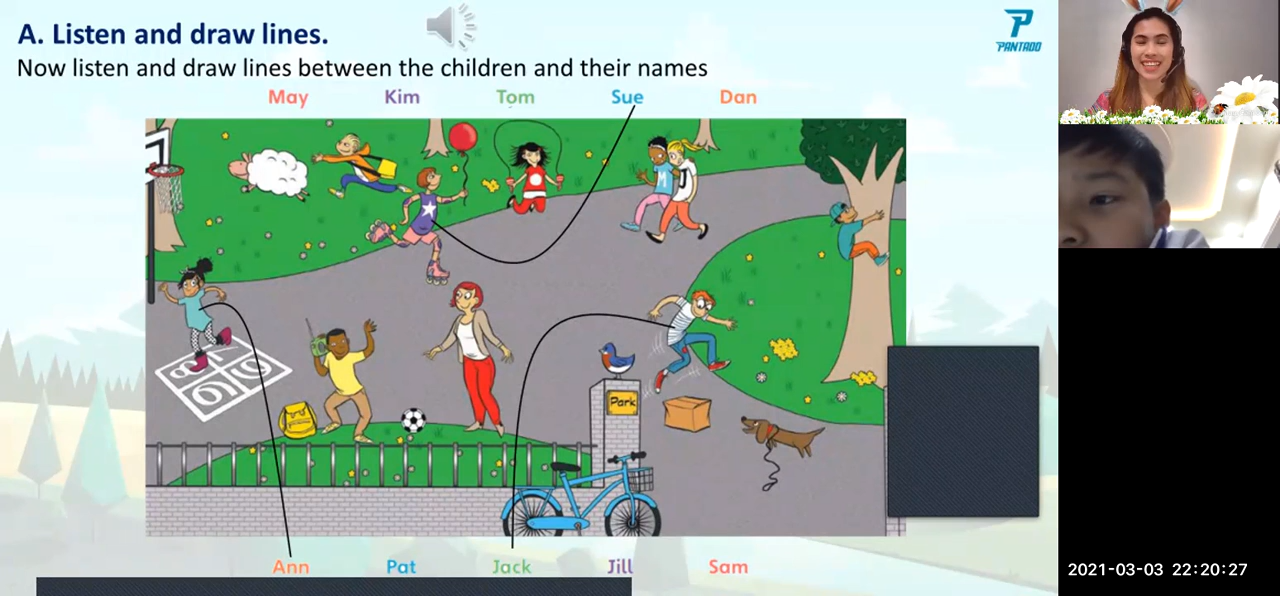 A. Listen and draw lines.
PANTADO
Now listen and draw lines between the children and their names
May Kim Tom Sue Dan
M J
Park
Ann Pat Jack Jill Sam
2021-03-03 22:20:27